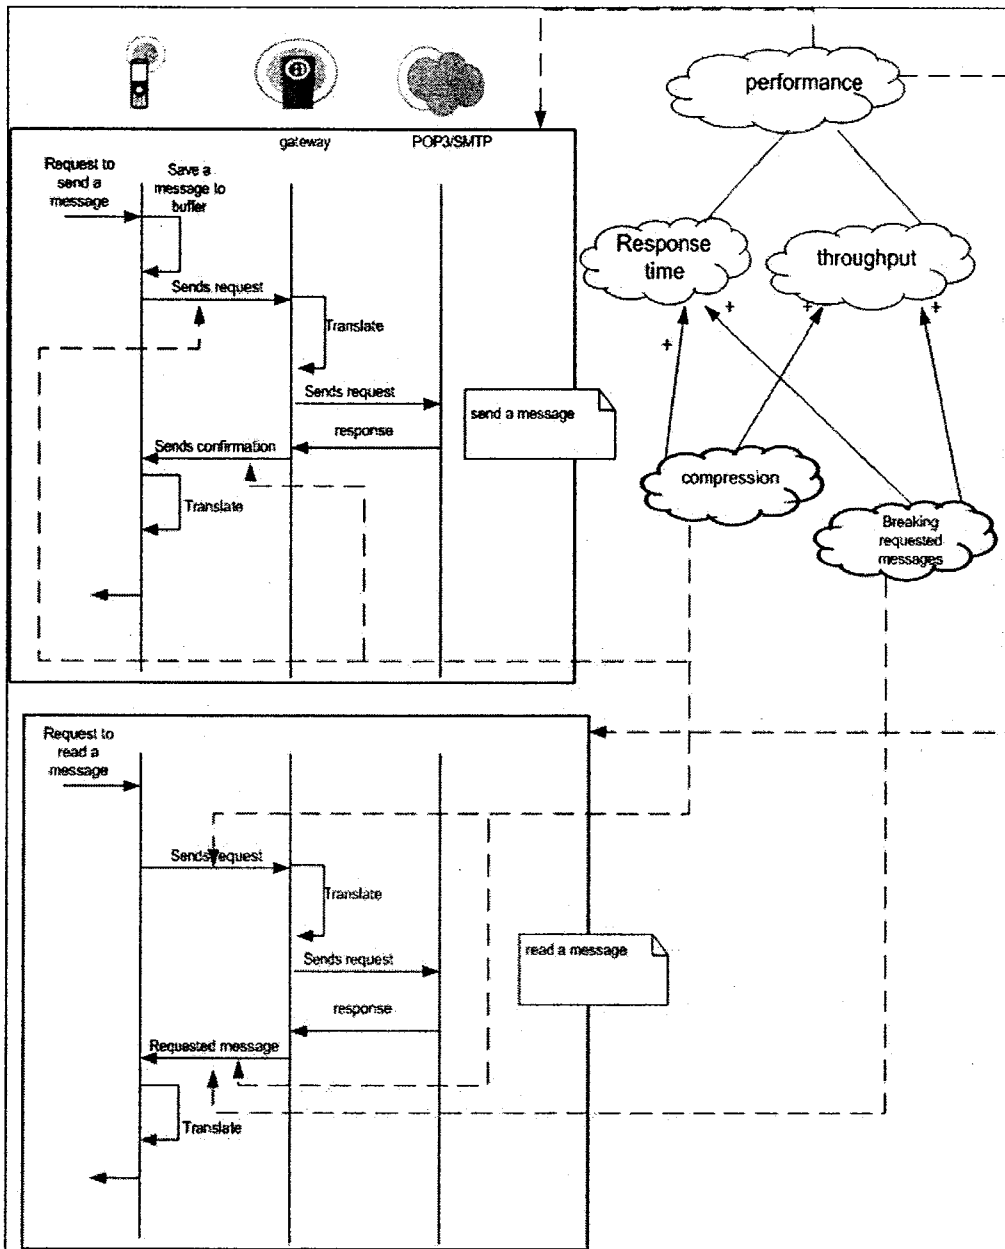 performance
gateway
POP3/SMTP
Request to
send a
message
Save a
message to
buffer
Response
time
throughput
Sends request
+
+
+
+
Translate
Sends request
send a message
response
Sends confirmation
compression
Translate
Breaking
requested
messages
Request to
read a
message
Sends request
Translate
read a message
Sends request
response
Requested message
Translate